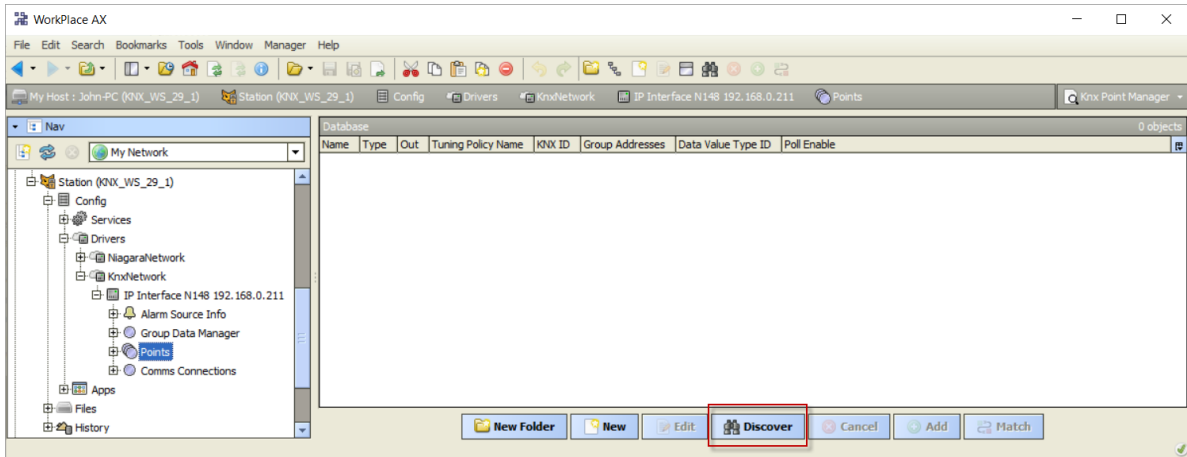 WorkPlace AX
File Edit Search Bookmarks Tools Window Manager Help
My Host : John-PC (KNX_WS_29_1) Station (KNX_WS_29_1) Config Drivers KnxNetwork IP Interface N148 192.168.0.211 Points Knx Point Manager
Nav
My Network
Station (KNX_WS_29_1)
Config
Services
Drivers
NiagaraNetwork
KnxNetwork
IP Interface N148 192.168.0.211
Alarm Source Info
Group Data Manager
Points
Comms Connections
Apps
Files
History
Database 0 objects
Name Type Out Tuning Policy Name KNX ID Group Addresses Data Value Type ID Poll Enable
New Folder New Edit Discover Cancel Add Match